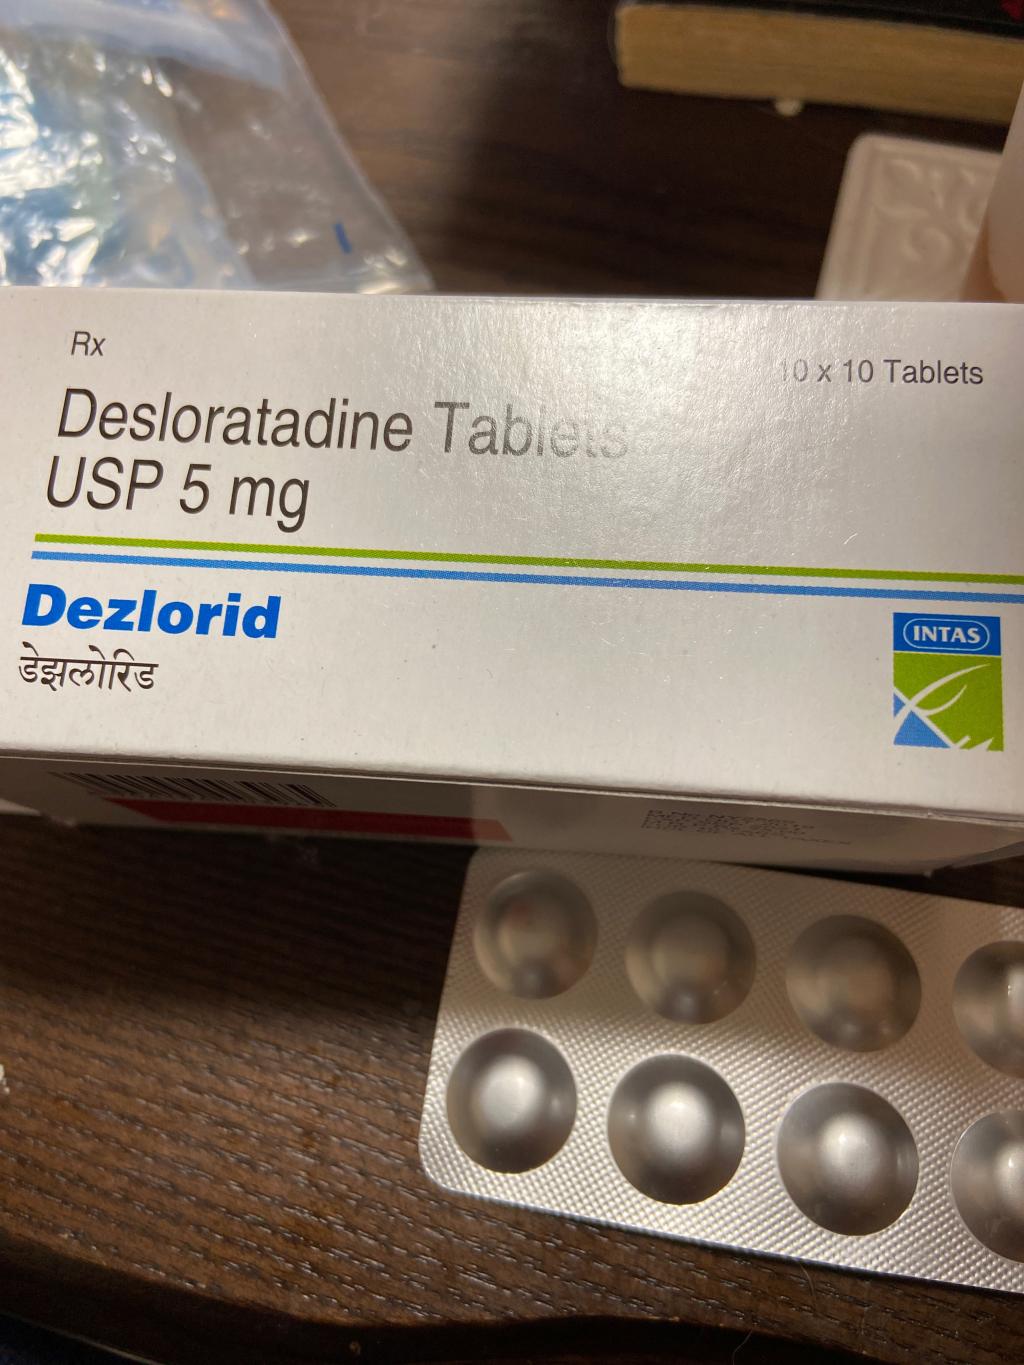 Rx
10 x 10 Tablets
Desloratadine Tablets
USP 5 mg
Dezlorid
डेझलोरिड
INTAS